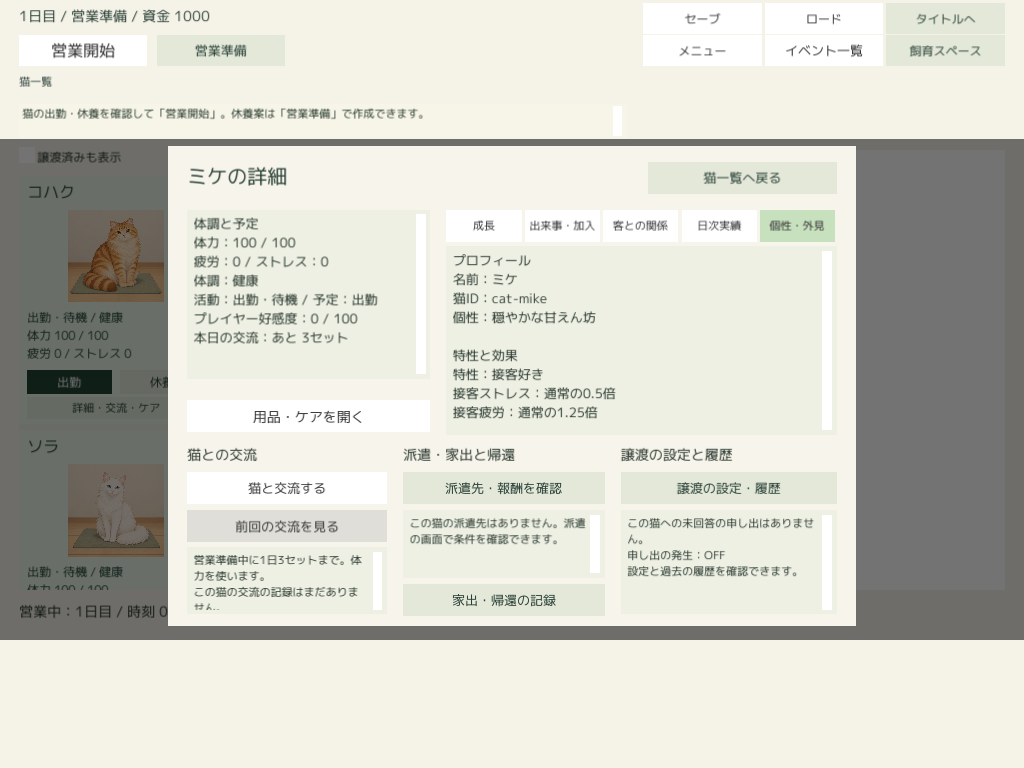 1日目 / 営業準備 / 資金 1000
セーブ
ロード
タイトルへ
営業開始
営業準備
メニュー
イベント一覧
飼育スペース
猫一覧
猫の出勤・休養を確認して「営業開始」。休養案は「営業準備」で作成できます。
譲渡済みも表示
コハク
出勤・待機 / 健康
体力 100 / 100
疲労 0 / ストレス 0
出勤
詳細・交流・ケア
ソラ
出勤・待機 / 健康
体力 100 / 100
営業中：1日目 / 時刻 0
ミケの詳細
猫一覧へ戻る
体調と予定
体力：100 / 100
疲労：0 / ストレス：0
体調：健康
活動：出勤・待機 / 予定：出勤
プレイヤー好感度：0 / 100
本日の交流：あと 3セット
用品・ケアを開く
成長
出来事・加入
客との関係
日次実績
個性・外見
プロフィール
名前：ミケ
猫ID：cat-mike
個性：穏やかな甘えん坊
特性と効果
特性：接客好き
接客ストレス：通常の0.5倍
接客疲労：通常の1.25倍
猫との交流
猫と交流する
前回の交流を見る
営業準備中に1日3セットまで。体
力を使います。
この猫の交流の記録はまだありま
せん。
派遣・家出と帰還
派遣先・報酬を確認
この猫の派遣先はありません。派遣
の画面で条件を確認できます。
家出・帰還の記録
譲渡の設定と履歴
譲渡の設定・履歴
この猫への未回答の申し出はありませ
ん。
申し出の発生：OFF
設定と過去の履歴を確認できます。